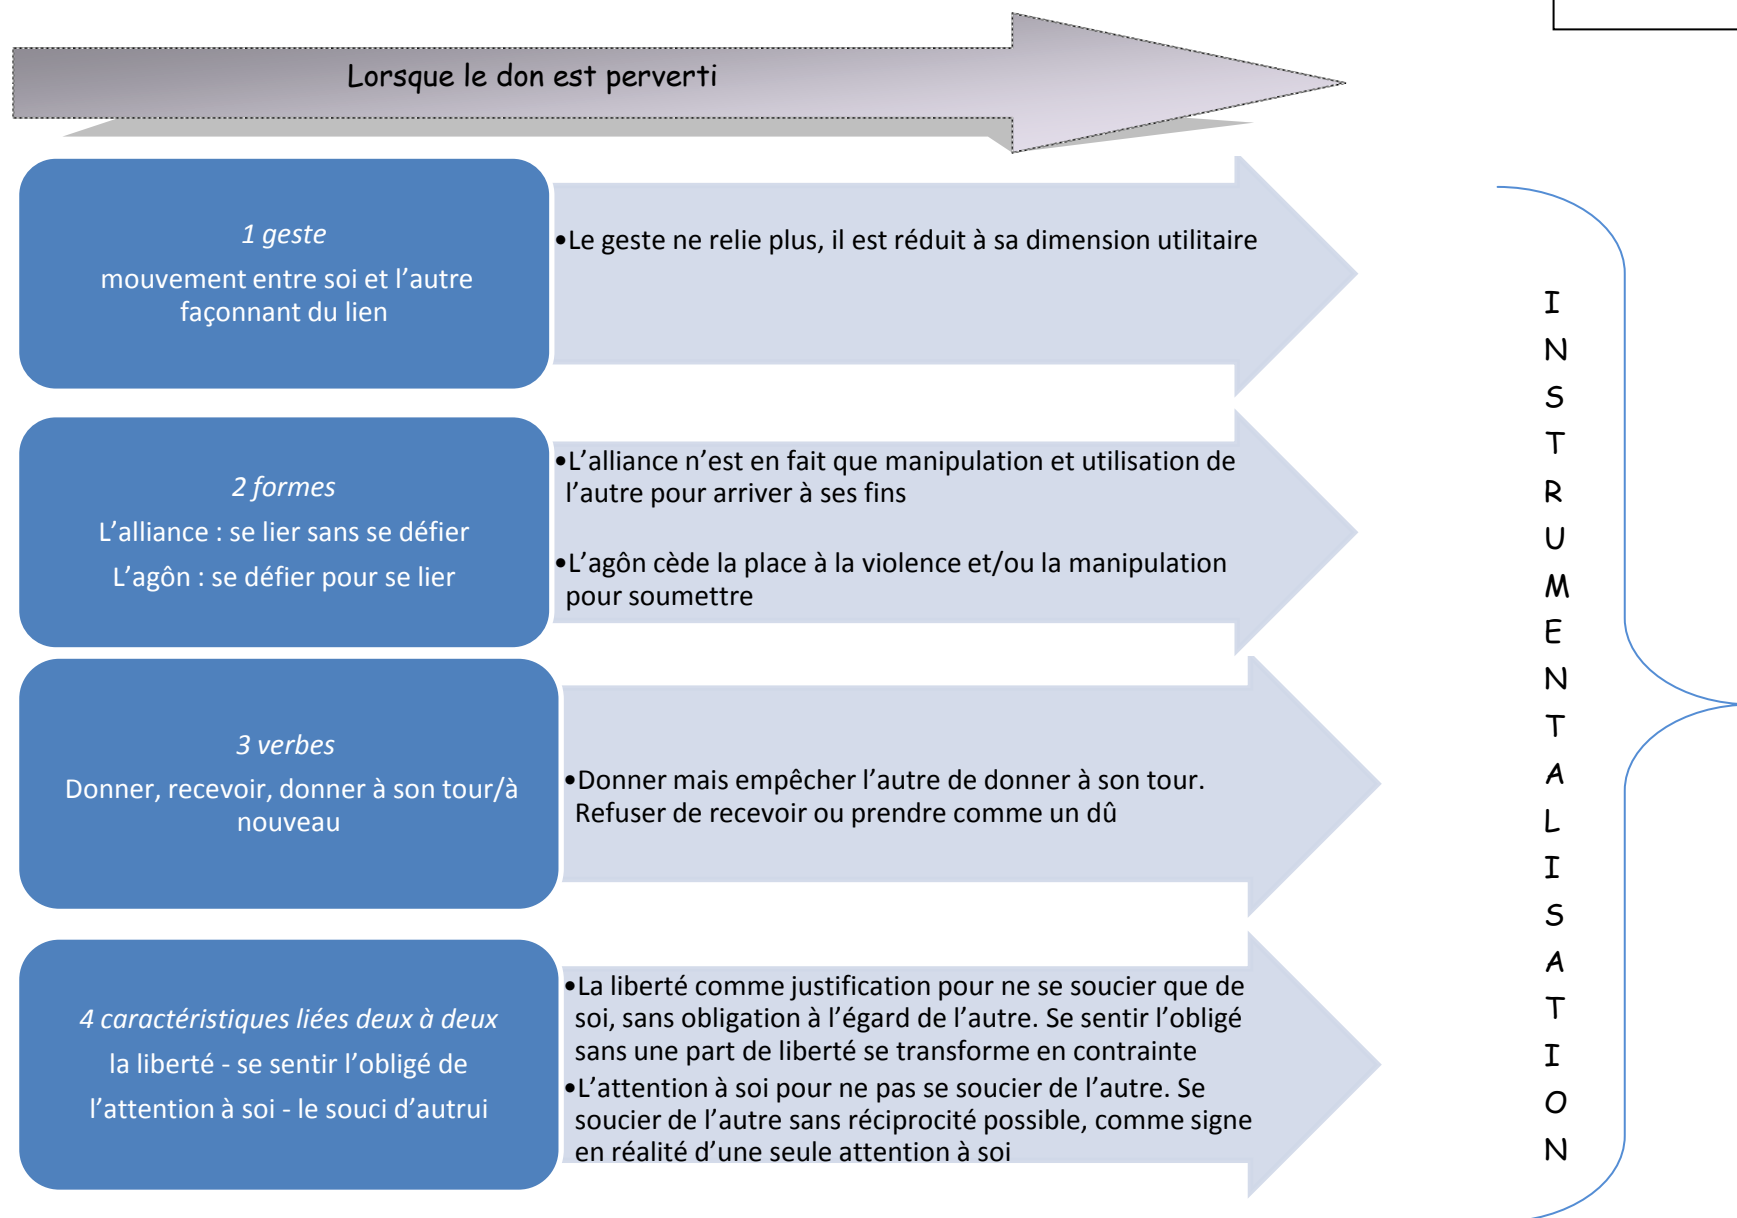 Lorsque le don est perverti
1 geste
mouvement entre soi et l’autre
façonnant du lien
•Le geste ne relie plus, il est réduit à sa dimension utilitaire
2 formes
L’alliance : se lier sans se défier
L’agôn : se défier pour se lier
•L’alliance n’est en fait que manipulation et utilisation de
l’autre pour arriver à ses fins
•L’agôn cède la place à la violence et/ou la manipulation
pour soumettre
3 verbes
Donner, recevoir, donner à son tour/à
nouveau
•Donner mais empêcher l’autre de donner à son tour.
Refuser de recevoir ou prendre comme un dû
4 caractéristiques liées deux à deux
la liberté - se sentir l’obligé de
l’attention à soi - le souci d’autrui
•La liberté comme justification pour ne se soucier que de
soi, sans obligation à l’égard de l’autre. Se sentir l’obligé
sans une part de liberté se transforme en contrainte
•L’attention à soi pour ne pas se soucier de l’autre. Se
soucier de l’autre sans réciprocité possible, comme signe
en réalité d’une seule attention à soi
I
N
S
T
R
U
M
E
N
T
A
L
I
S
A
T
I
O
N